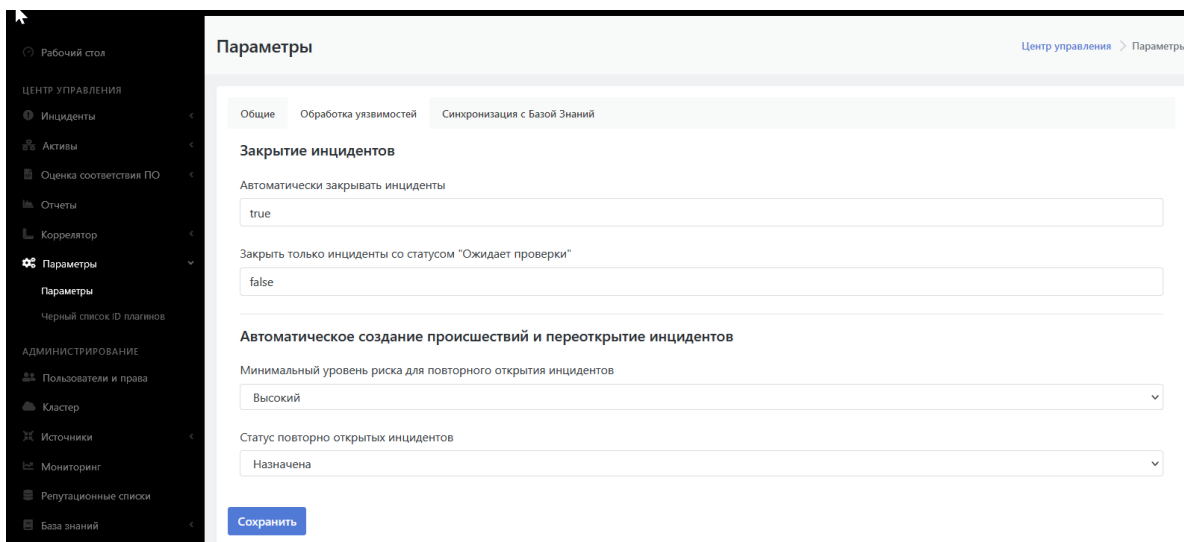 Рабочий стол
ЦЕНТР УПРАВЛЕНИЯ
Инциденты
Активы
Оценка соответствия ПО
Отчеты
Коррелятор
Параметры
Параметры
Черный список ID плагинов
АДМИНИСТРИРОВАНИЕ
Пользователи и права
Кластер
Источники
Мониторинг
Репутационные списки
База знаний
Параметры
Центр управления > Параметры
Общие Обработка уязвимостей Синхронизация с Базой Знаний
Закрытие инцидентов
Автоматически закрывать инциденты
true
Закрыть только инциденты со статусом "Ожидает проверки"
false
Автоматическое создание происшествий и переоткрытие инцидентов
Минимальный уровень риска для повторного открытия инцидентов
Высокий
Статус повторно открытых инцидентов
Назначена
Сохранить